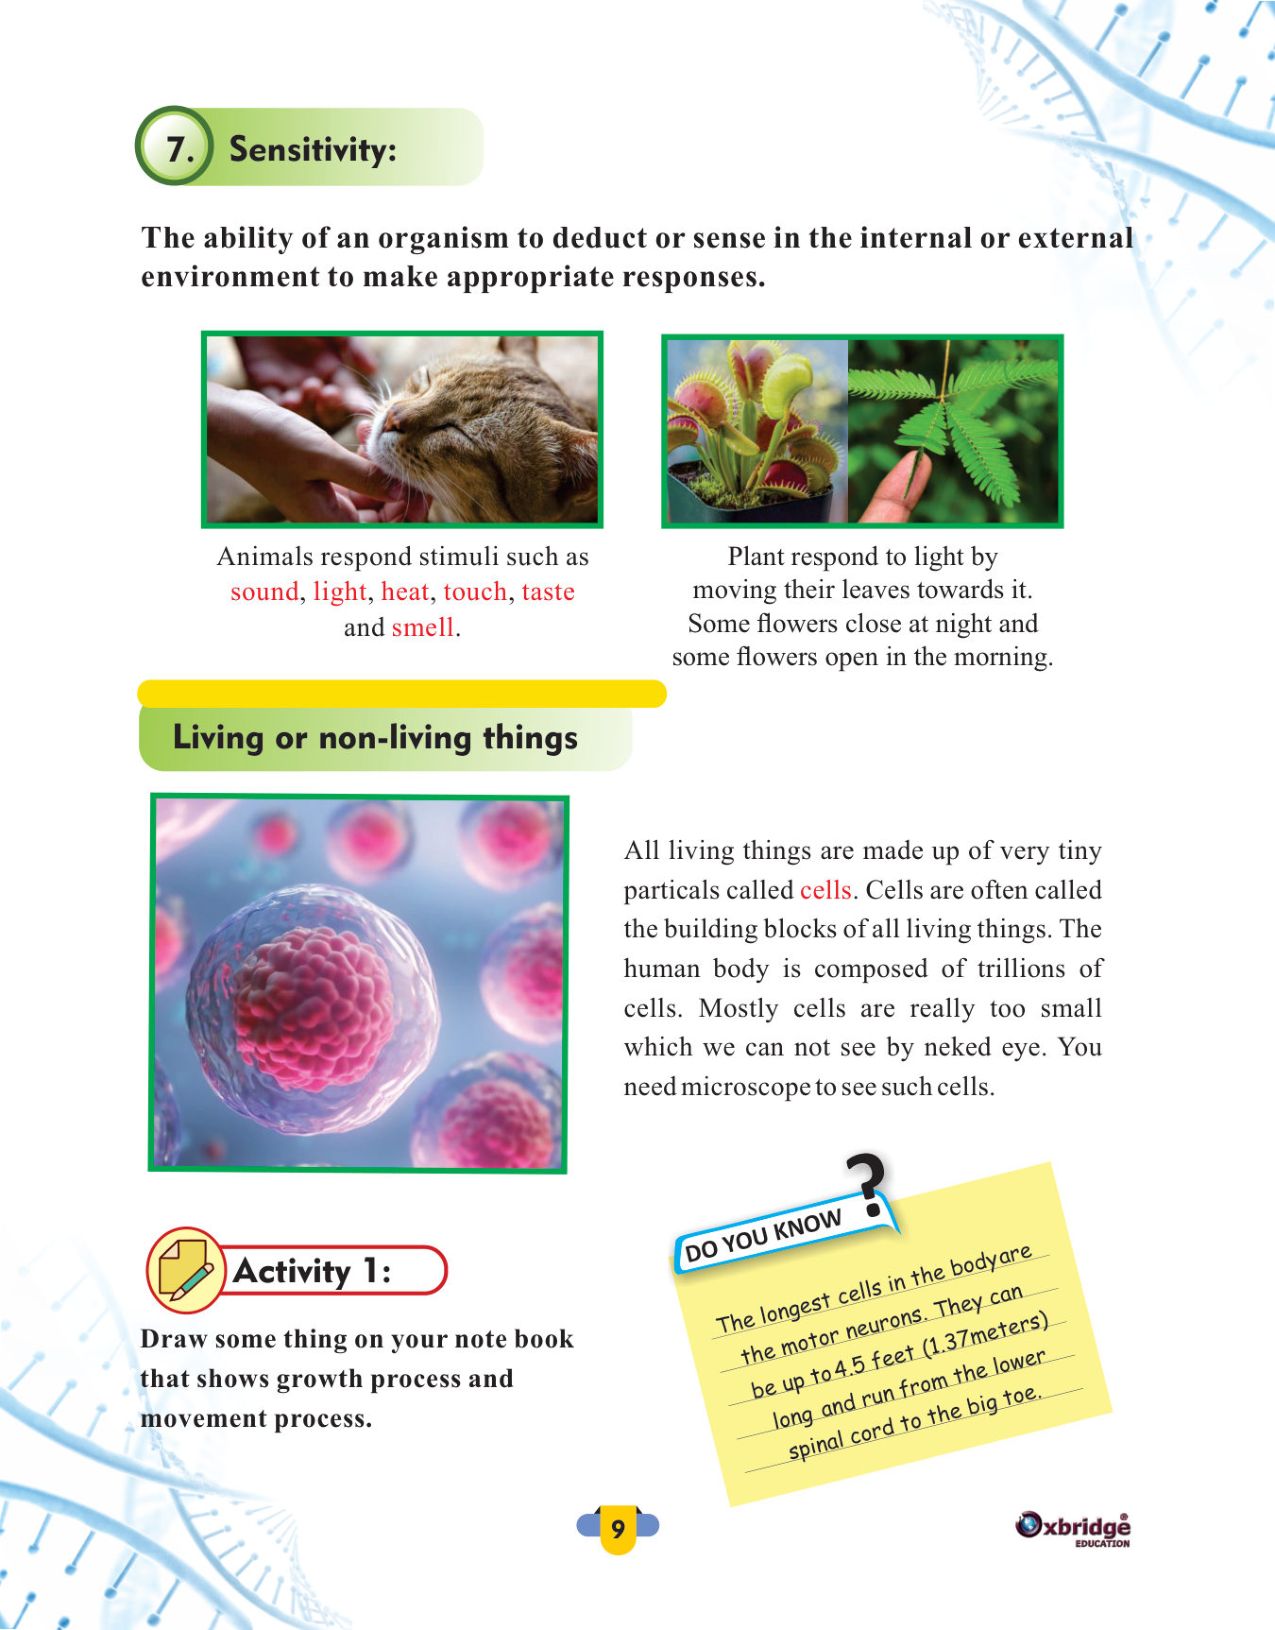 7. Sensitivity:
The ability of an organism to deduct or sense in the internal or external
environment to make appropriate responses.
Animals respond stimuli such as
sound, light, heat, touch, taste
and smell.
Plant respond to light by
moving their leaves towards it.
Some flowers close at night and
some flowers open in the morning.
Living or non-living things
All living things are made up of very tiny
particals called cells. Cells are often called
the building blocks of all living things. The
human body is composed of trillions of
cells. Mostly cells are really too small
which we can not see by neked eye. You
need microscope to see such cells.
Activity 1:
Draw some thing on your note book
that shows growth process and
movement process.
DO YOU KNOW ?
The longest cells in the bodyare
the motor neurons. They can
be up to 4.5 feet (1.37meters)
long and run from the lower
spinal cord to the big toe.
9
Oxbridge®
EDUCATION